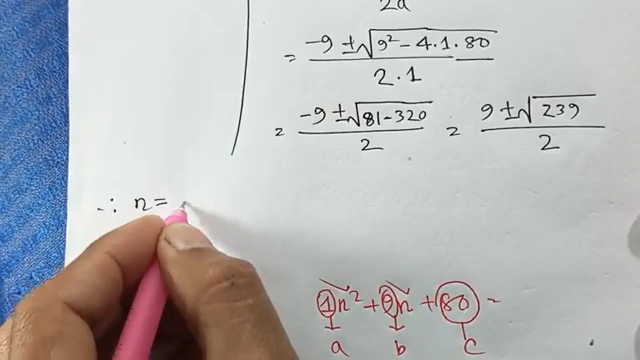 2a
= -9 ± √9² - 4.1.80 / 2.1
= -9 ± √81-320 / 2 = 9 ± √239 / 2
∴ n =
1n² + 9n + 80 =
a b c